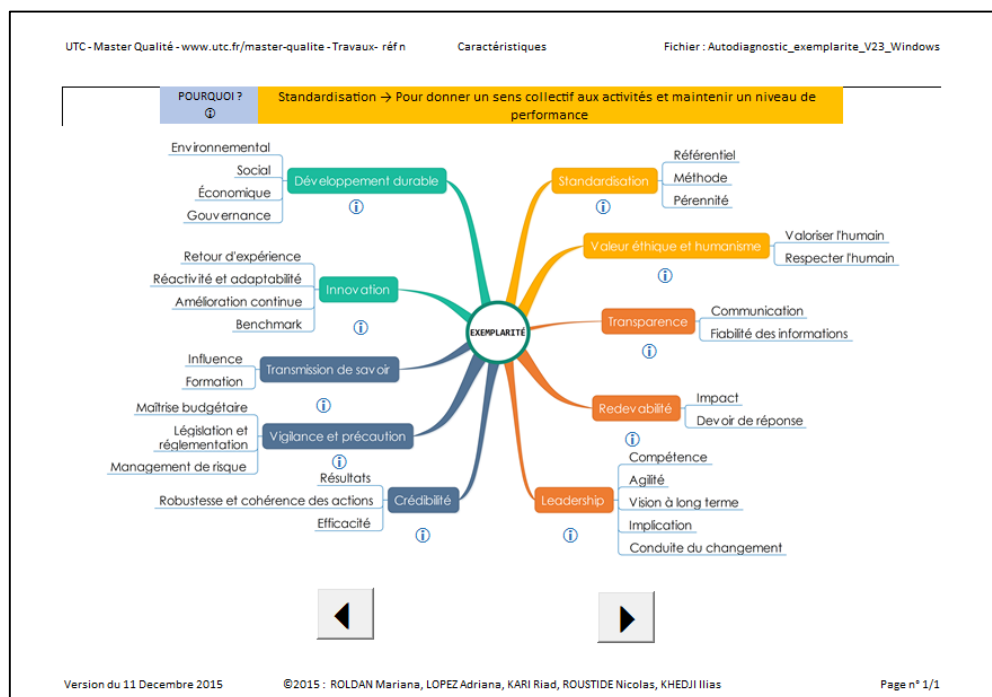 UTC - Master Qualité - www.utc.fr/master-qualite - Travaux- réf n
Caractéristiques
Fichier : Autodiagnostic_exemplarite_V23_Windows
POURQUOI ?
Standardisation → Pour donner un sens collectif aux activités et maintenir un niveau de
performance
Environnemental
Social
Économique
Gouvernance
Développement durable
Retour d'expérience
Réactivité et adaptabilité
Amélioration continue
Benchmark
Innovation
Influence
Formation
Transmission de savoir
Maîtrise budgétaire
Législation et
réglementation
Management de risque
Vigilance et précaution
Résultats
Robustesse et cohérence des actions
Efficacité
Crédibilité
EXEMPLARITÉ
Standardisation
Référentiel
Méthode
Pérennité
Valeur éthique et humanisme
Valoriser l'humain
Respecter l'humain
Transparence
Communication
Fiabilité des informations
Redevabilité
Impact
Devoir de réponse
Leadership
Compétence
Agilité
Vision à long terme
Implication
Conduite du changement
Version du 11 Decembre 2015
©2015 : ROLDAN Mariana, LOPEZ Adriana, KARI Riad, ROUSTIDE Nicolas, KHEDJI Ilias
Page n° 1/1